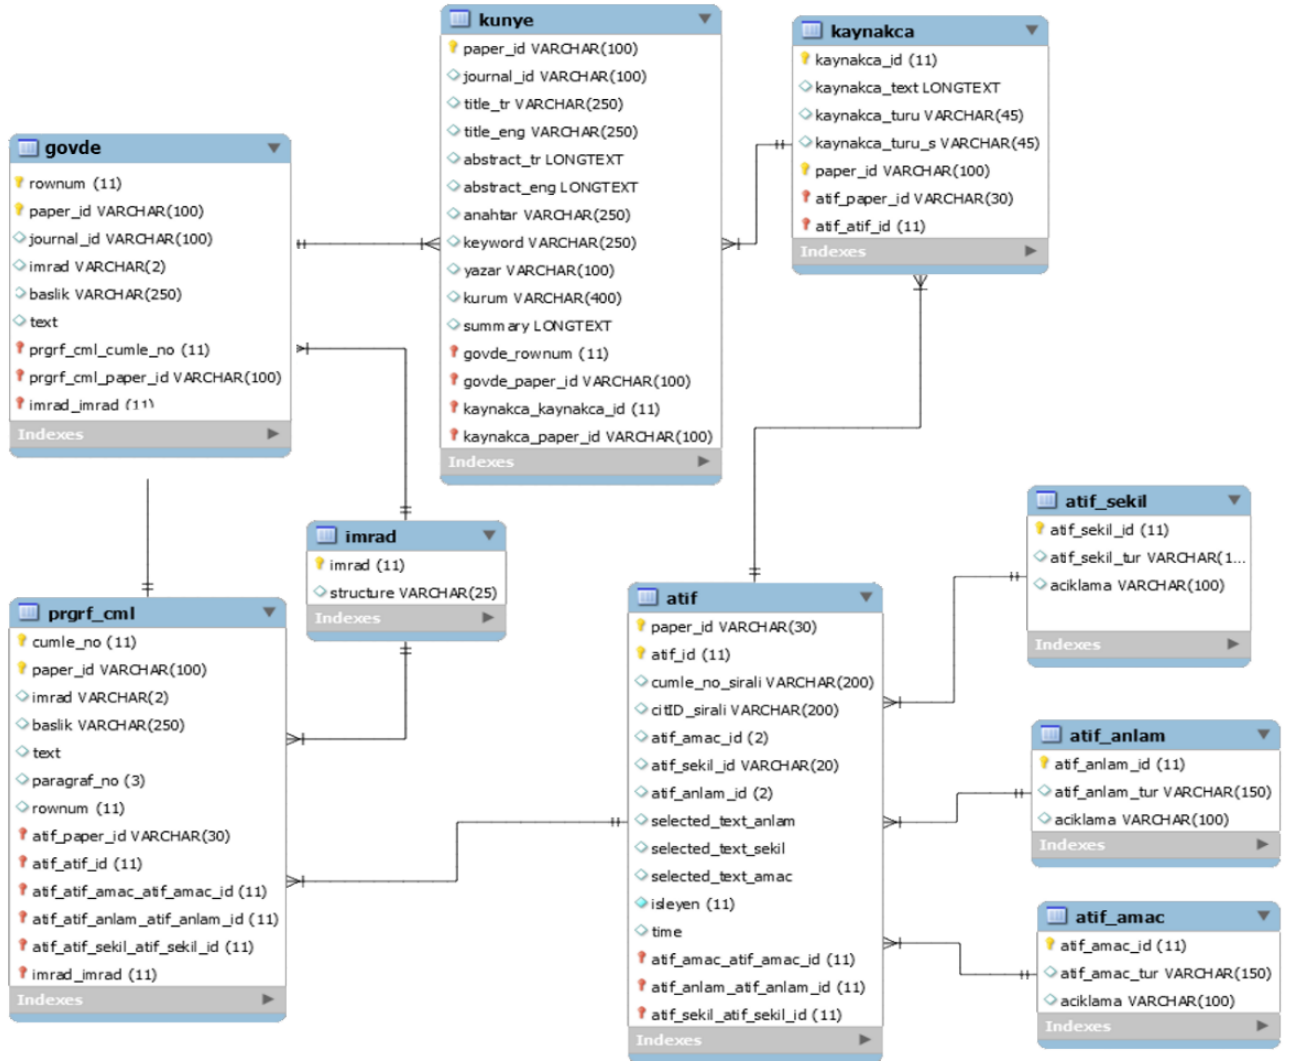 kunye
paper_id VARCHAR(100)
journal_id VARCHAR(100)
title_tr VARCHAR(250)
title_eng VARCHAR(250)
abstract_tr LONGTEXT
abstract_eng LONGTEXT
anahtar VARCHAR(250)
keyword VARCHAR(250)
yazar VARCHAR(100)
kurum VARCHAR(400)
summary LONGTEXT
govde_rownum (11)
govde_paper_id VARCHAR(100)
kaynakca_kaynakca_id (11)
kaynakca_paper_id VARCHAR(100)
Indexes
kaynakca
kaynakca_id (11)
kaynakca_text LONGTEXT
kaynakca_turu VARCHAR(45)
kaynakca_turu_s VARCHAR(45)
paper_id VARCHAR(100)
atif_paper_id VARCHAR(30)
atif_atif_id (11)
Indexes
govde
rownum (11)
paper_id VARCHAR(100)
journal_id VARCHAR(100)
imrad VARCHAR(2)
baslik VARCHAR(250)
text
prgrf_cml_cumle_no (11)
prgrf_cml_paper_id VARCHAR(100)
imrad_imrad (11)
Indexes
imrad
imrad (11)
structure VARCHAR(25)
Indexes
prgrf_cml
cumle_no (11)
paper_id VARCHAR(100)
imrad VARCHAR(2)
baslik VARCHAR(250)
text
paragraf_no (3)
rownum (11)
atif_paper_id VARCHAR(30)
atif_atif_id (11)
atif_atif_amac_atif_amac_id (11)
atif_atif_anlam_atif_anlam_id (11)
atif_atif_sekil_atif_sekil_id (11)
imrad_imrad (11)
Indexes
atif
paper_id VARCHAR(30)
atif_id (11)
cumle_no_sirali VARCHAR(200)
citID_sirali VARCHAR(200)
atif_amac_id (2)
atif_sekil_id VARCHAR(20)
atif_anlam_id (2)
selected_text_anlam
selected_text_sekil
selected_text_amac
isleyen (11)
time
atif_amac_atif_amac_id (11)
atif_anlam_atif_anlam_id (11)
atif_sekil_atif_sekil_id (11)
Indexes
atif_sekil
atif_sekil_id (11)
atif_sekil_tur VARCHAR(1...
aciklama VARCHAR(100)
Indexes
atif_anlam
atif_anlam_id (11)
atif_anlam_tur VARCHAR(150)
aciklama VARCHAR(100)
Indexes
atif_amac
atif_amac_id (11)
atif_amac_tur VARCHAR(150)
aciklama VARCHAR(100)
Indexes